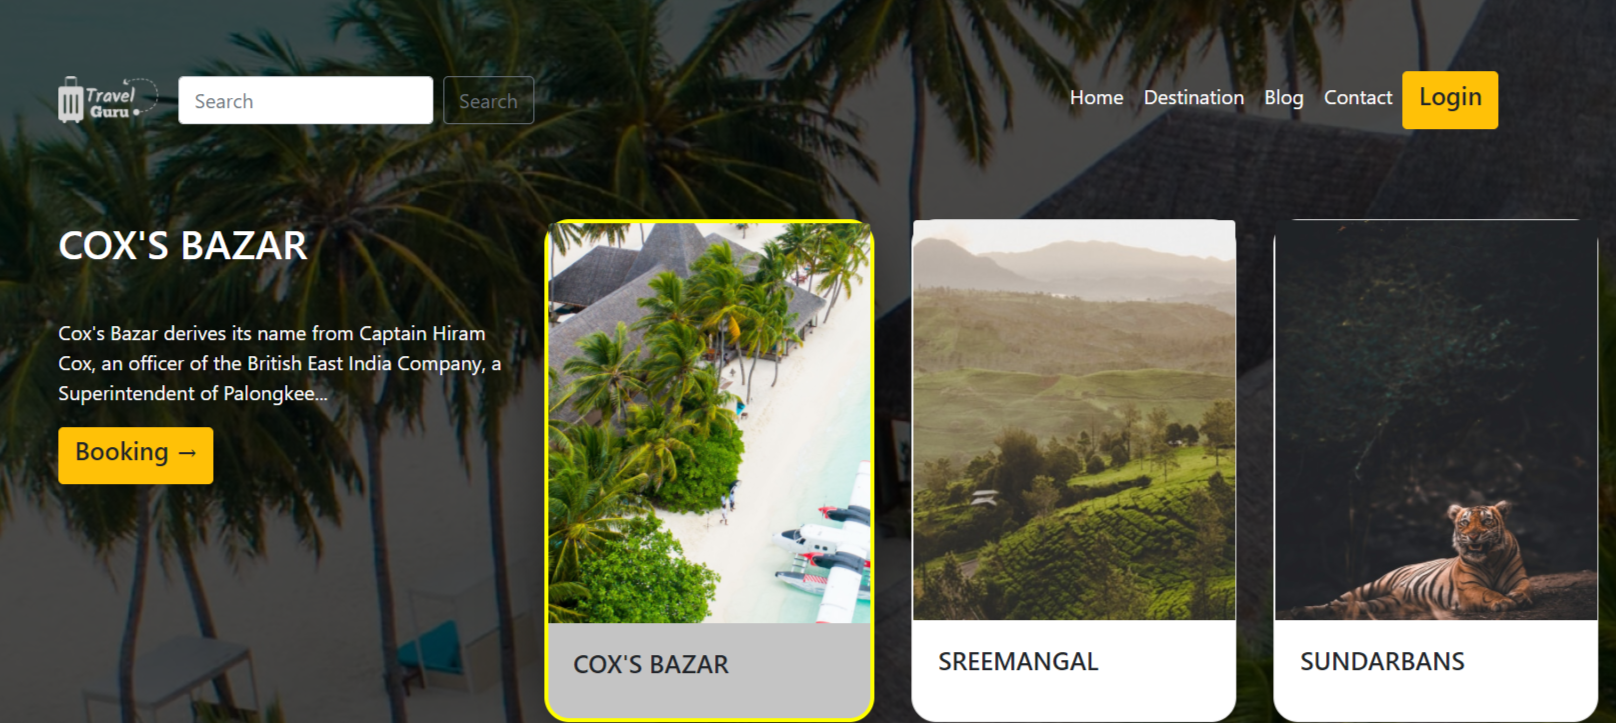 Travel
Guru
Search
Search
Home
Destination
Blog
Contact
Login
COX'S BAZAR
Cox's Bazar derives its name from Captain Hiram
Cox, an officer of the British East India Company, a
Superintendent of Palongkee...
Booking →
COX'S BAZAR
SREEMANGAL
SUNDARBANS